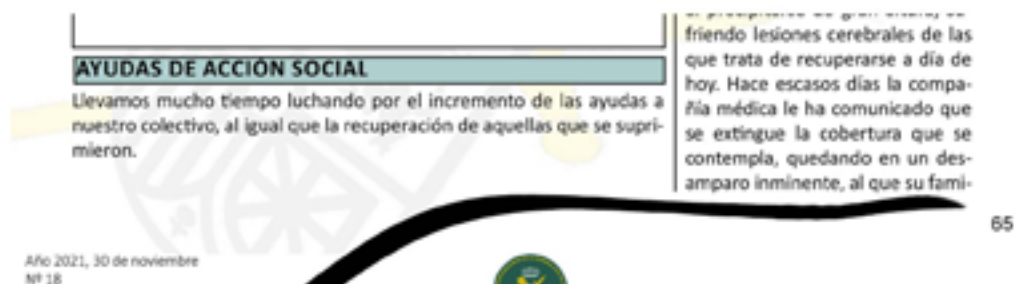 AYUDAS DE ACCIÓN SOCIAL
Llevamos mucho tiempo luchando por el incremento de las ayudas a
nuestro colectivo, al igual que la recuperación de aquellas que se supri-
mieron.
friendo lesiones cerebrales de las
que trata de recuperarse a día de
hoy. Hace escasos días la compa-
ñía médica le ha comunicado que
se extingue la cobertura que se
contempla, quedando en un des-
amparo inminente, al que su fami-
65
Año 2021, 30 de noviembre
Nº 18